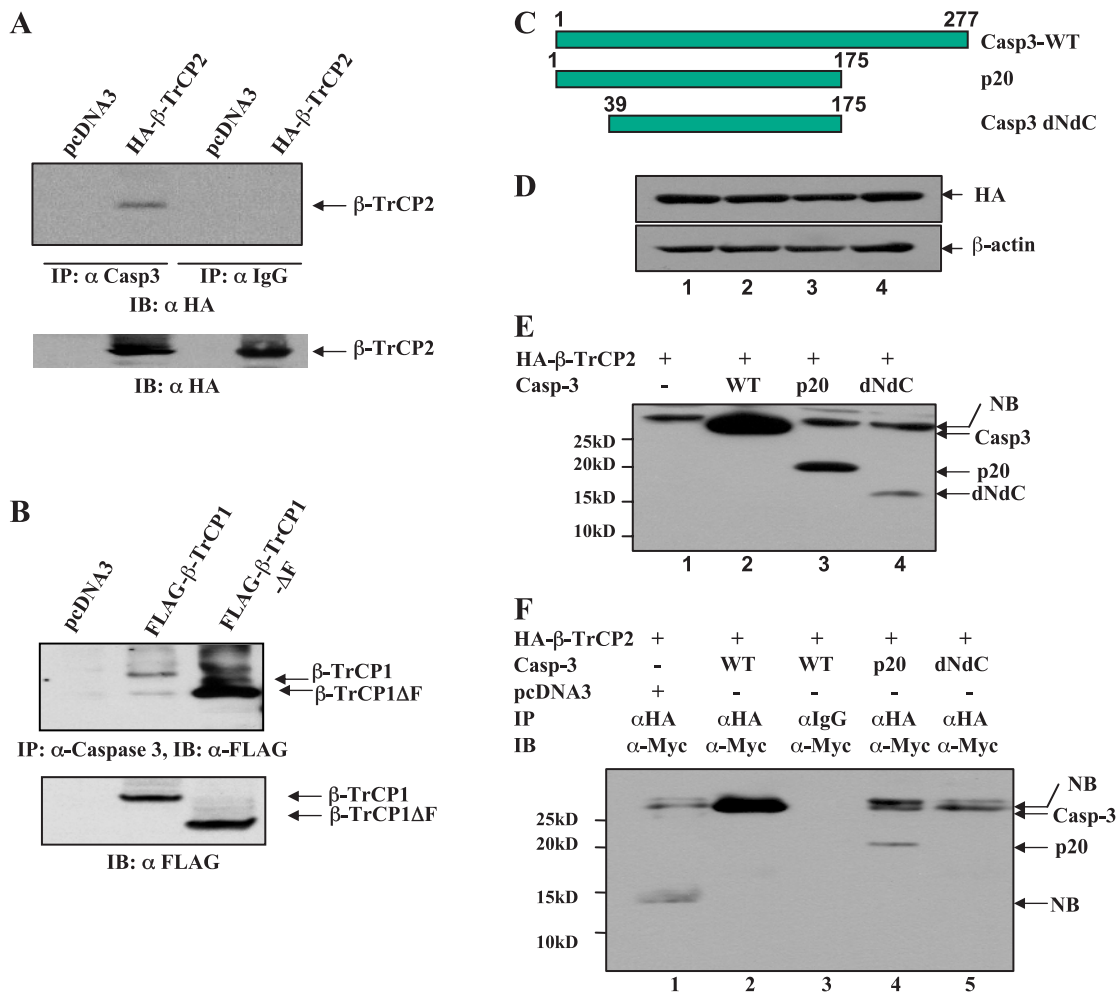 A
pcDNA3
HA-β-TrCP2
pcDNA3
HA-β-TrCP2
β-TrCP2
IP: α Casp3 IP: α IgG
IB: α HA
β-TrCP2
IB: α HA
B
pcDNA3
FLAG-β-TrCP1
FLAG-β-TrCP1
-ΔF
β-TrCP1
β-TrCP1ΔF
IP: α-Caspase 3, IB: α-FLAG
β-TrCP1
β-TrCP1ΔF
IB: α FLAG
C
1 277
Casp3-WT
1 175
p20
39 175
Casp3 dNdC
D
HA
β-actin
1 2 3 4
E
HA-β-TrCP2 + + + +
Casp-3 - WT p20 dNdC
NB
Casp3
25kD
20kD
p20
15kD
dNdC
10kD
1 2 3 4
F
HA-β-TrCP2 + + + + +
Casp-3 - WT WT p20 dNdC
pcDNA3 + - - - -
IP αHA αHA αIgG αHA αHA
IB α-Myc α-Myc α-Myc α-Myc α-Myc
NB
Casp-3
25kD
20kD
p20
15kD
NB
10kD
1 2 3 4 5